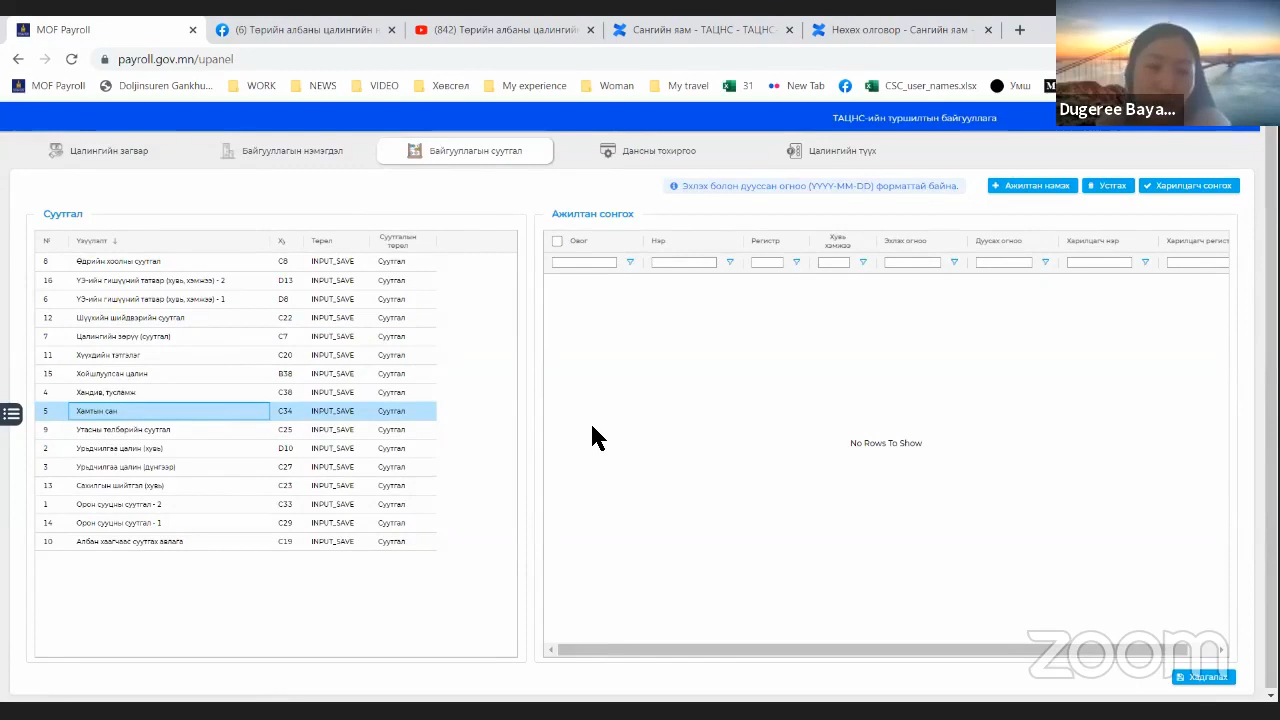 MOF Payroll
(6) Төрийн албаны цалингийн н
(842) Төрийн албаны цалингийн
Сангийн яам - ТАЦНС - ТАЦНС-
Нөхөх олговор - Сангийн яам -
payroll.gov.mn/upanel
MOF Payroll
Doljinsuren Gankhu...
WORK
NEWS
VIDEO
Хөвсгөл
My experience
Woman
My travel
31
New Tab
CSC_user_names.xlsx
Умш
Dugeree Baya...
ТАЦНС-ийн туршилтын байгууллага
Цалингийн загвар
Байгууллагын нэмэгдэл
Байгууллагын суутгал
Дансны тохиргоо
Цалингийн түүх
Эхлэх болон дууссан огноо (YYYY-MM-DD) форматтай байна.
Ажилтан нэмэх
Устгах
Харилцагч сонгох
Суутгал
№ Үзүүлэлт ↓ Ху Төрөл Суутгалын төрөл
8 Өдрийн хоолны суутгал C8 INPUT_SAVE Суутгал
16 ҮЭ-ийн гишүүний татвар (хувь, хэмжээ) - 2 D13 INPUT_SAVE Суутгал
6 ҮЭ-ийн гишүүний татвар (хувь, хэмжээ) - 1 D8 INPUT_SAVE Суутгал
12 Шүүхийн шийдвэрийн суутгал C22 INPUT_SAVE Суутгал
7 Цалингийн зөрүү (суутгал) C7 INPUT_SAVE Суутгал
11 Хүүхдийн тэтгэлэг C20 INPUT_SAVE Суутгал
15 Хойшлуулсан цалин B38 INPUT_SAVE Суутгал
4 Хандив, тусламж C38 INPUT_SAVE Суутгал
5 Хамтын сан C34 INPUT_SAVE Суутгал
9 Утасны төлбөрийн суутгал C25 INPUT_SAVE Суутгал
2 Урьдчилгаа цалин (хувь) D10 INPUT_SAVE Суутгал
3 Урьдчилгаа цалин (дүнгээр) C27 INPUT_SAVE Суутгал
13 Сахилгын шийтгэл (хувь) C23 INPUT_SAVE Суутгал
1 Орон сууцны суутгал - 2 C33 INPUT_SAVE Суутгал
14 Орон сууцны суутгал - 1 C29 INPUT_SAVE Суутгал
10 Албан хаагчаас суутгах авлага C19 INPUT_SAVE Суутгал
Ажилтан сонгох
Овог Нэр Регистр Хувь хэмжээ Эхлэх огноо Дуусах огноо Харилцагч нэр Харилцагч регист
No Rows To Show
zoom
Хадгалах